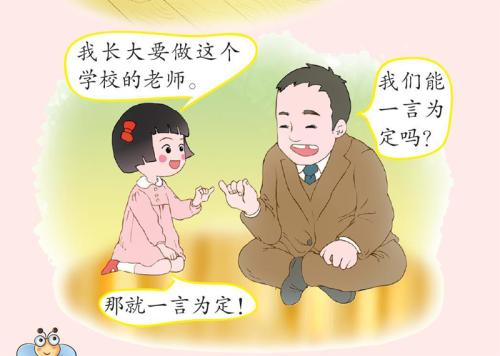 我长大要做这个
学校的老师。
我们能
一言为
定吗？
那就一言为定！